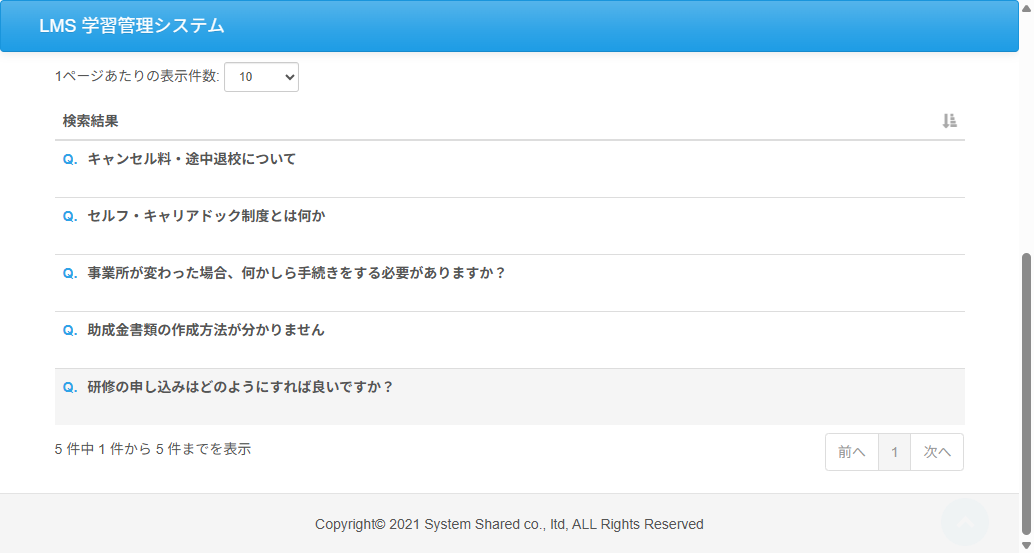 LMS 学習管理システム
1ページあたりの表示件数: 10
検索結果
Q. キャンセル料・途中退校について
Q. セルフ・キャリアドック制度とは何か
Q. 事業所が変わった場合、何かしら手続きをする必要がありますか？
Q. 助成金書類の作成方法が分かりません
Q. 研修の申し込みはどのようにすれば良いですか？
5 件中 1 件から 5 件までを表示
前へ 1 次へ
Copyright© 2021 System Shared co., ltd, ALL Rights Reserved